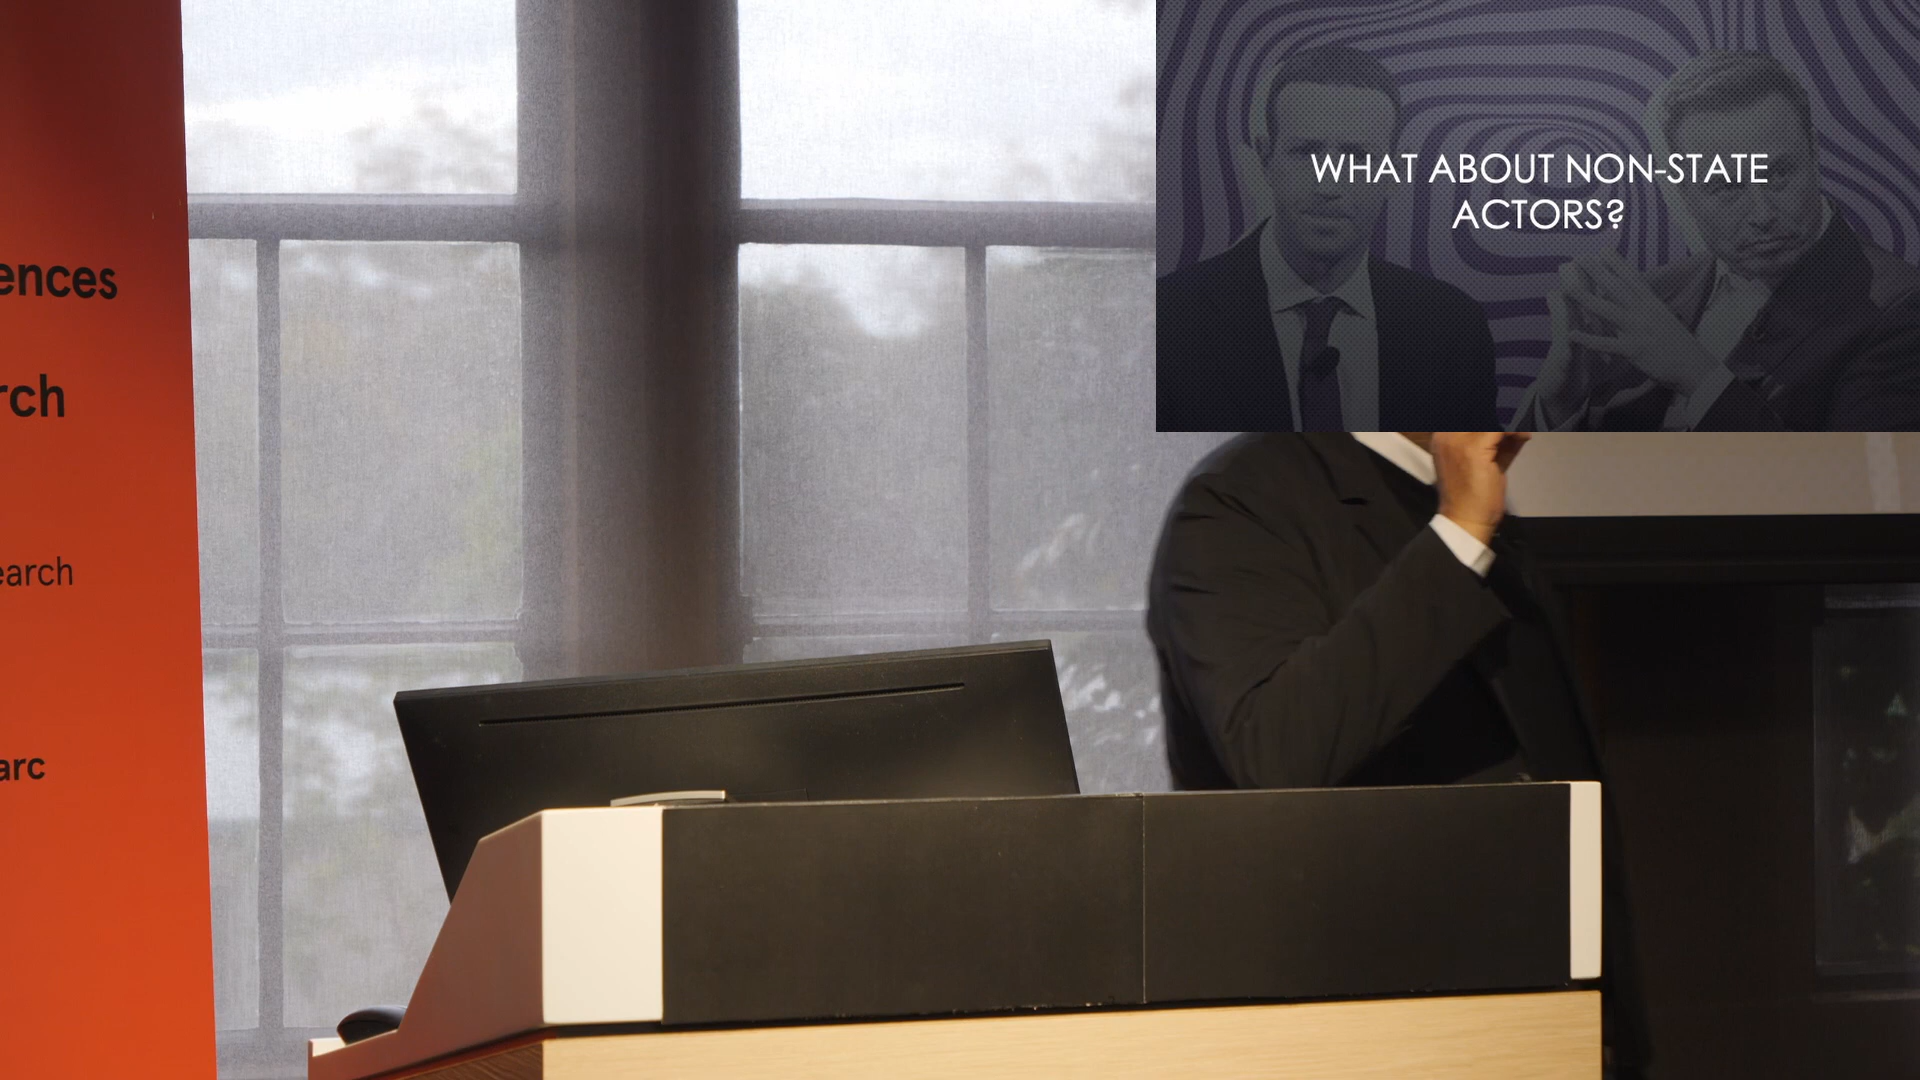 ences
rch
earch
arc
WHAT ABOUT NON-STATE
ACTORS?